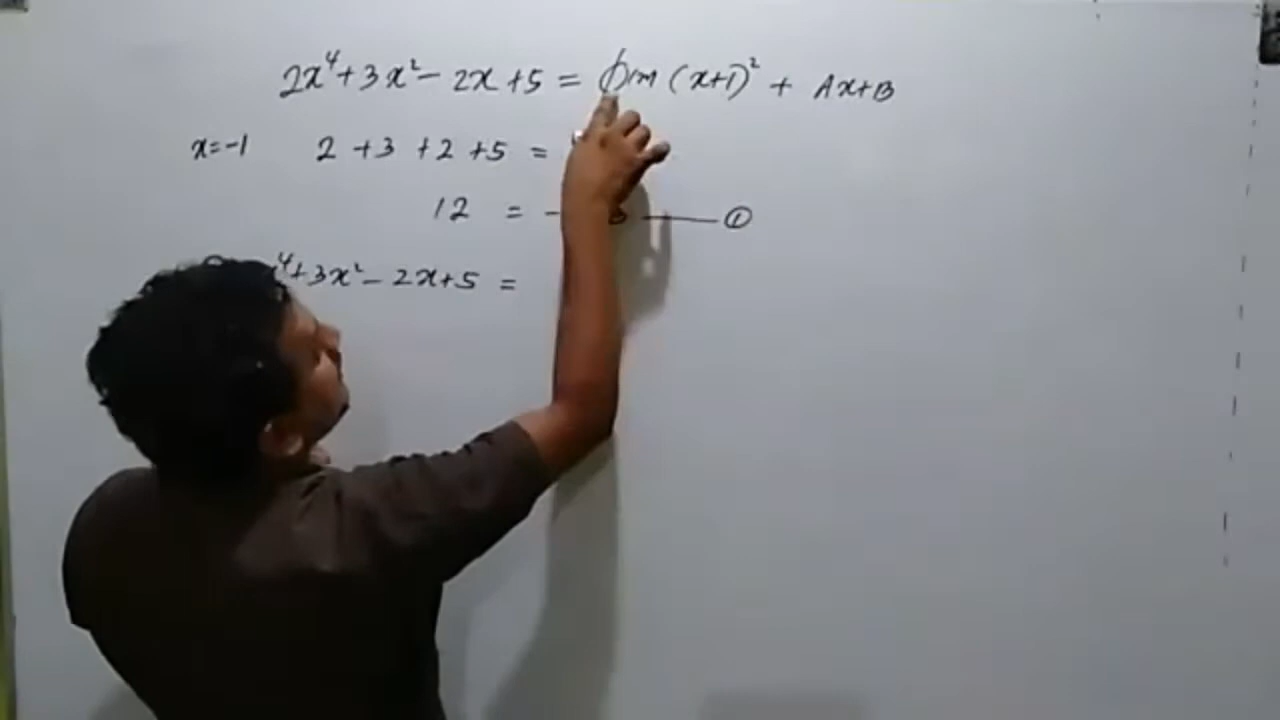 2x⁴+3x²-2x+5 = ϕ(x)(x+1)²+ Ax+B
x=-1 2+3+2+5 =
12 = - B ——— ①
⁴+3x²-2x+5 =